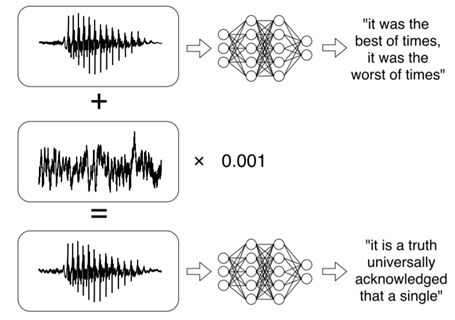 "it was the
best of times,
it was the
worst of times"
+
× 0.001
=
"it is a truth
universally
acknowledged
that a single"